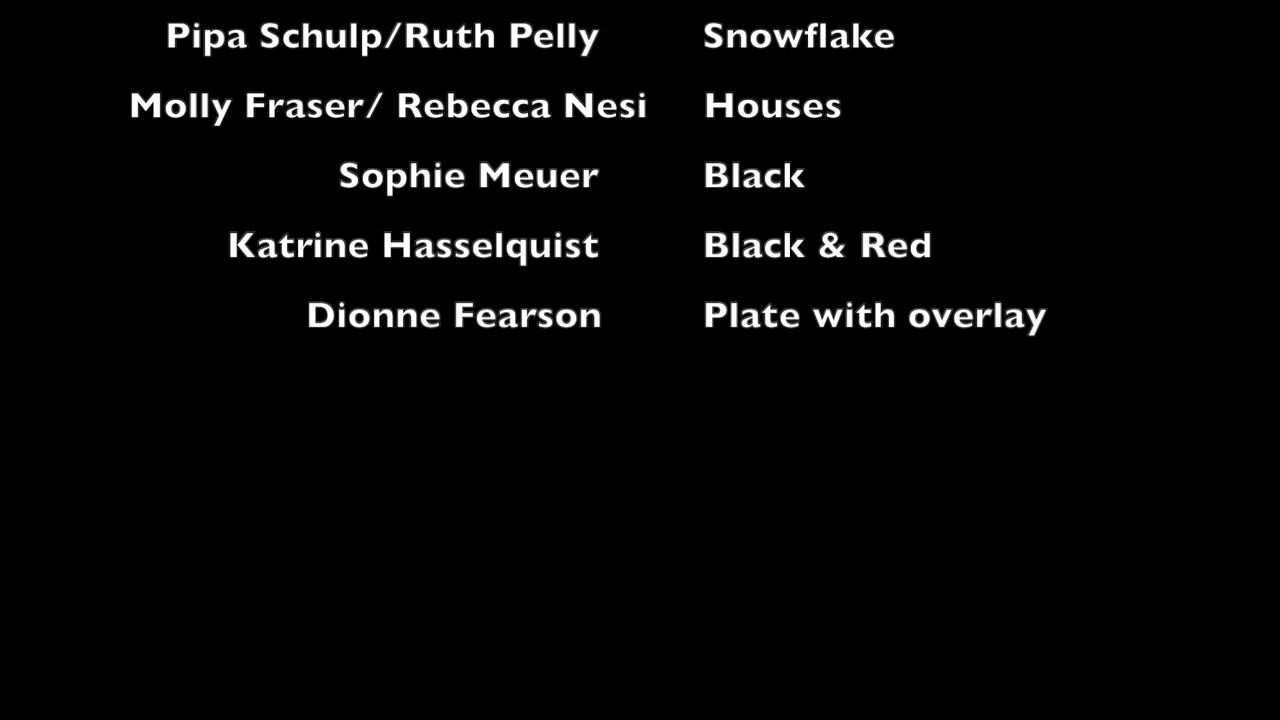 Pipa Schulp/Ruth Pelly Snowflake
Molly Fraser/ Rebecca Nesi Houses
Sophie Meuer Black
Katrine Hasselquist Black & Red
Dionne Fearson Plate with overlay